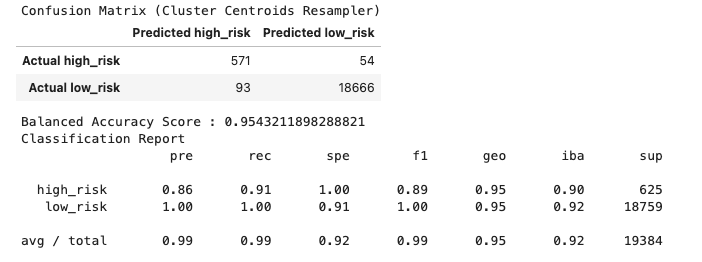 Confusion Matrix (Cluster Centroids Resampler)
Predicted high_risk Predicted low_risk
Actual high_risk 571 54
Actual low_risk 93 18666
Balanced Accuracy Score : 0.9543211898288821
Classification Report
pre rec spe f1 geo iba sup
high_risk 0.86 0.91 1.00 0.89 0.95 0.90 625
low_risk 1.00 1.00 0.91 1.00 0.95 0.92 18759
avg / total 0.99 0.99 0.92 0.99 0.95 0.92 19384